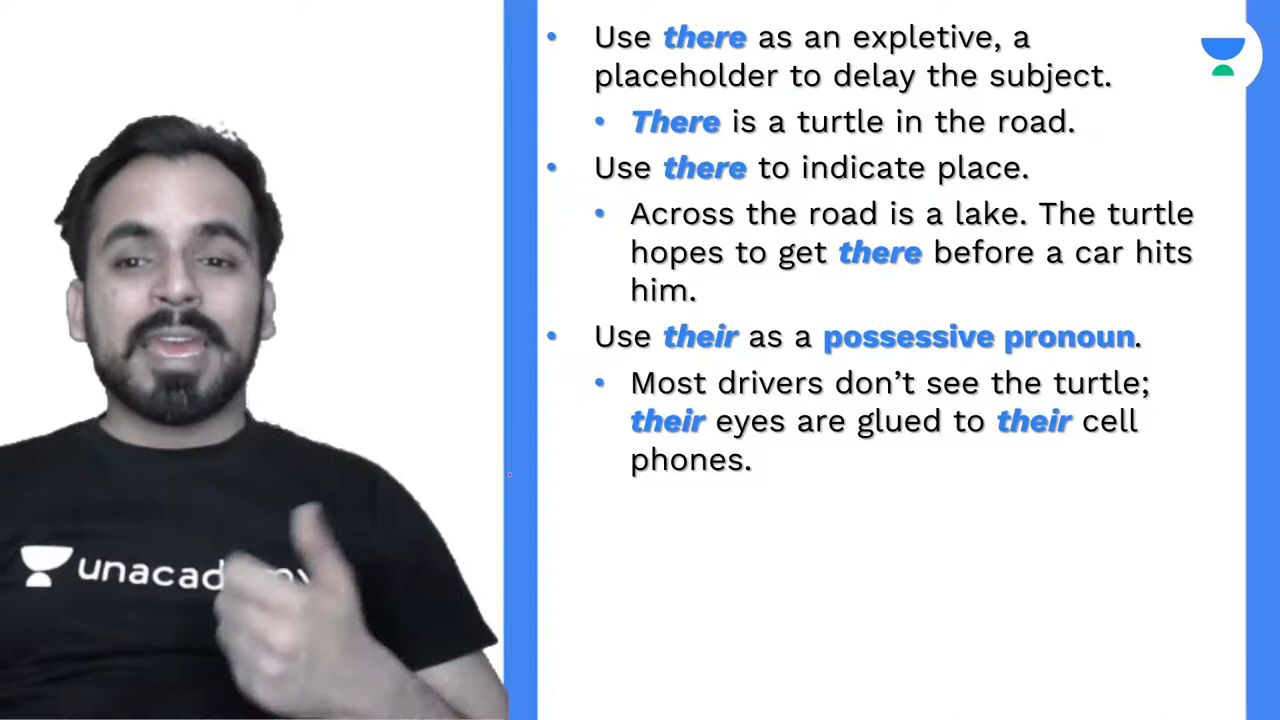 Use there as an expletive, a
placeholder to delay the subject.
There is a turtle in the road.
Use there to indicate place.
Across the road is a lake. The turtle
hopes to get there before a car hits
him.
Use their as a possessive pronoun.
Most drivers don’t see the turtle;
their eyes are glued to their cell
phones.